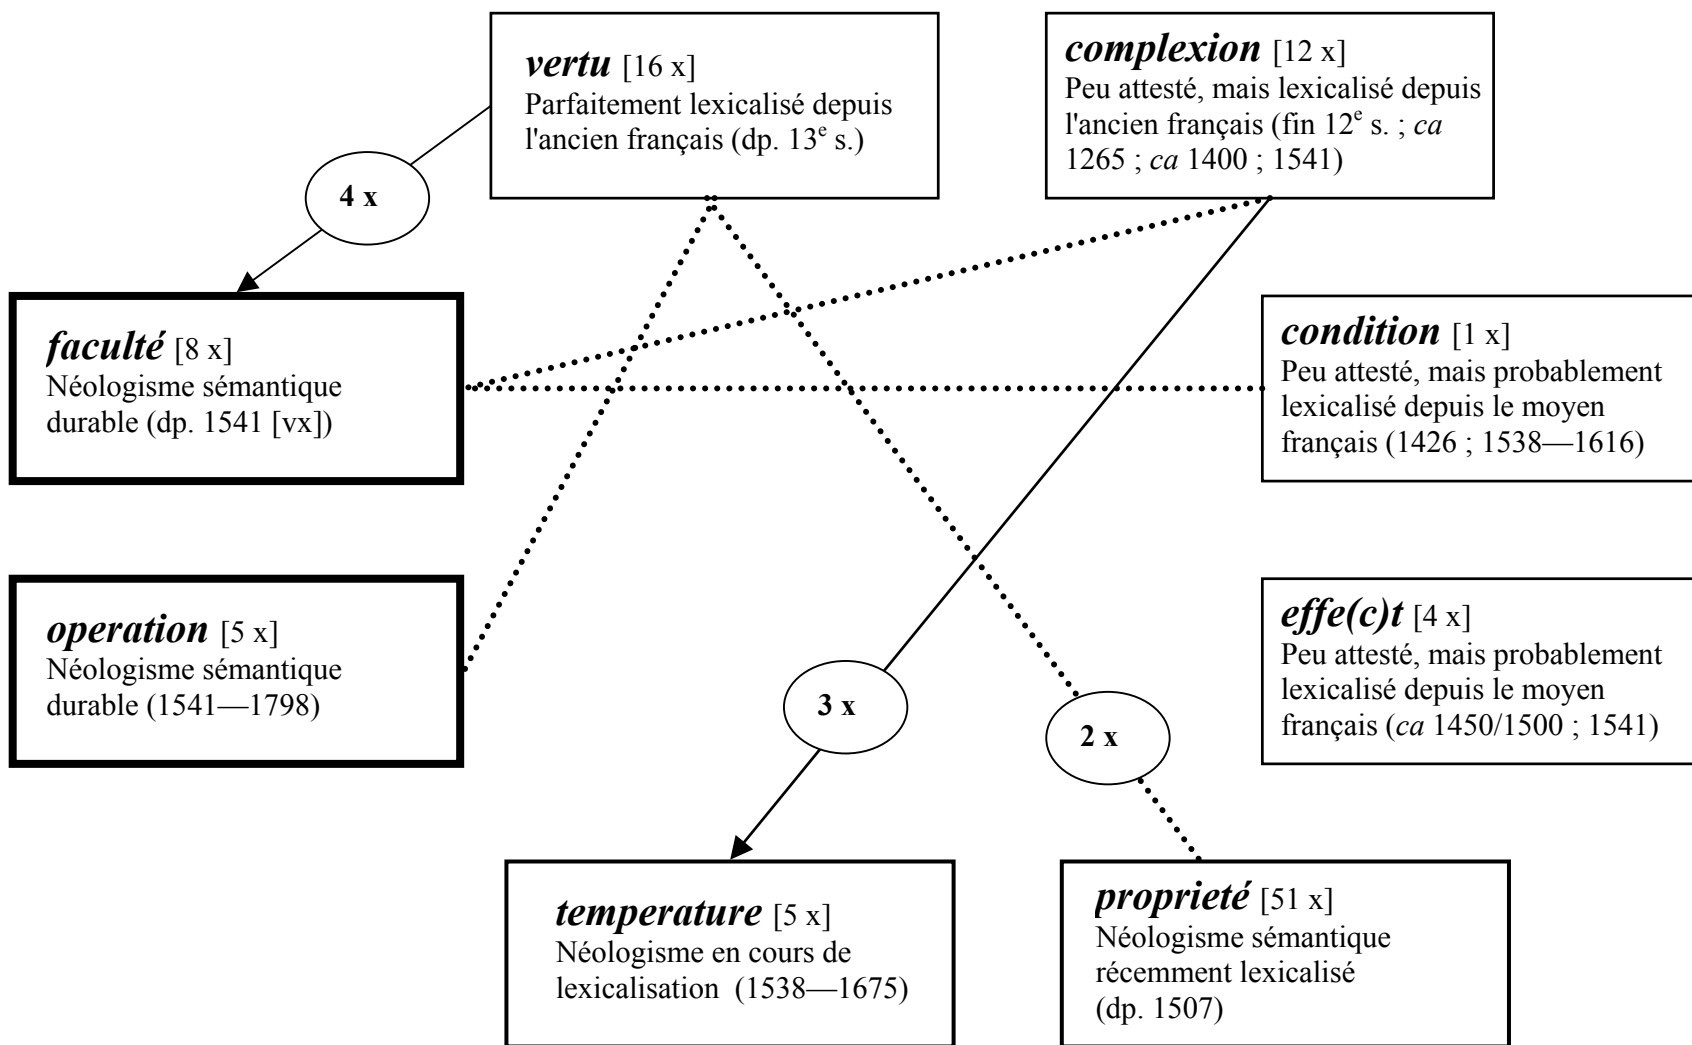 vertu [16 x]
Parfaitement lexicalisé depuis
l'ancien français (dp. 13e s.)
complexion [12 x]
Peu attesté, mais lexicalisé depuis
l'ancien français (fin 12e s. ; ca
1265 ; ca 1400 ; 1541)
4 x
faculté [8 x]
Néologisme sémantique
durable (dp. 1541 [vx])
condition [1 x]
Peu attesté, mais probablement
lexicalisé depuis le moyen
français (1426 ; 1538—1616)
operation [5 x]
Néologisme sémantique
durable (1541—1798)
effe(c)t [4 x]
Peu attesté, mais probablement
lexicalisé depuis le moyen
français (ca 1450/1500 ; 1541)
3 x
2 x
temperature [5 x]
Néologisme en cours de
lexicalisation (1538—1675)
proprieté [51 x]
Néologisme sémantique
récemment lexicalisé
(dp. 1507)